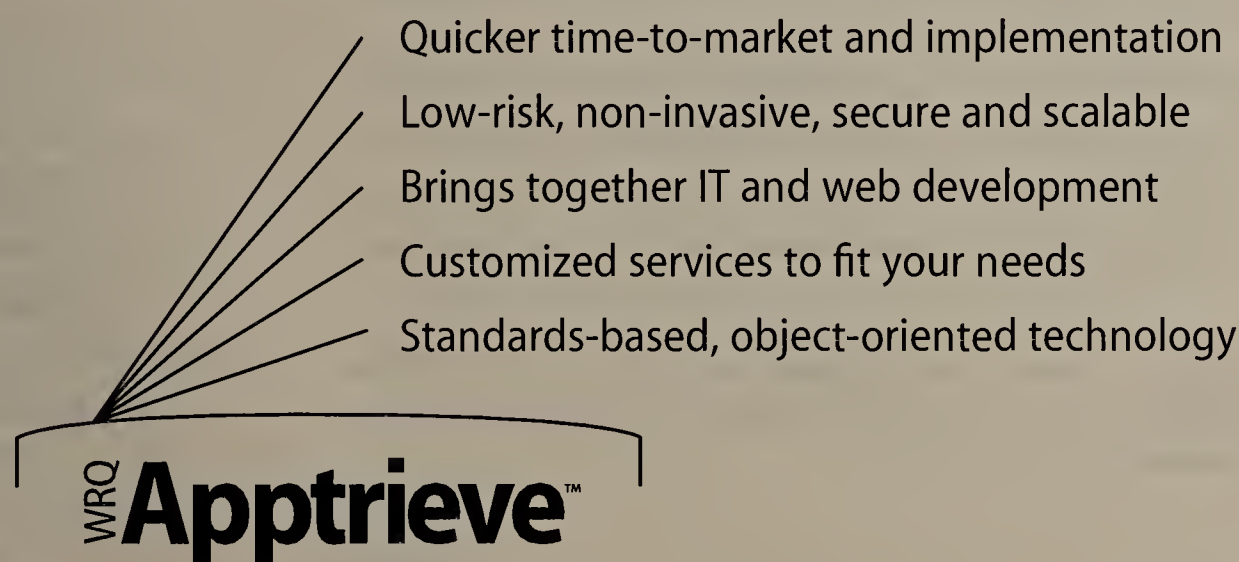 Quicker time-to-market and implementation
Low-risk, non-invasive, secure and scalable
Brings together IT and web development
Customized services to fit your needs
Standards-based, object-oriented technology
WRQ Apptrieve™